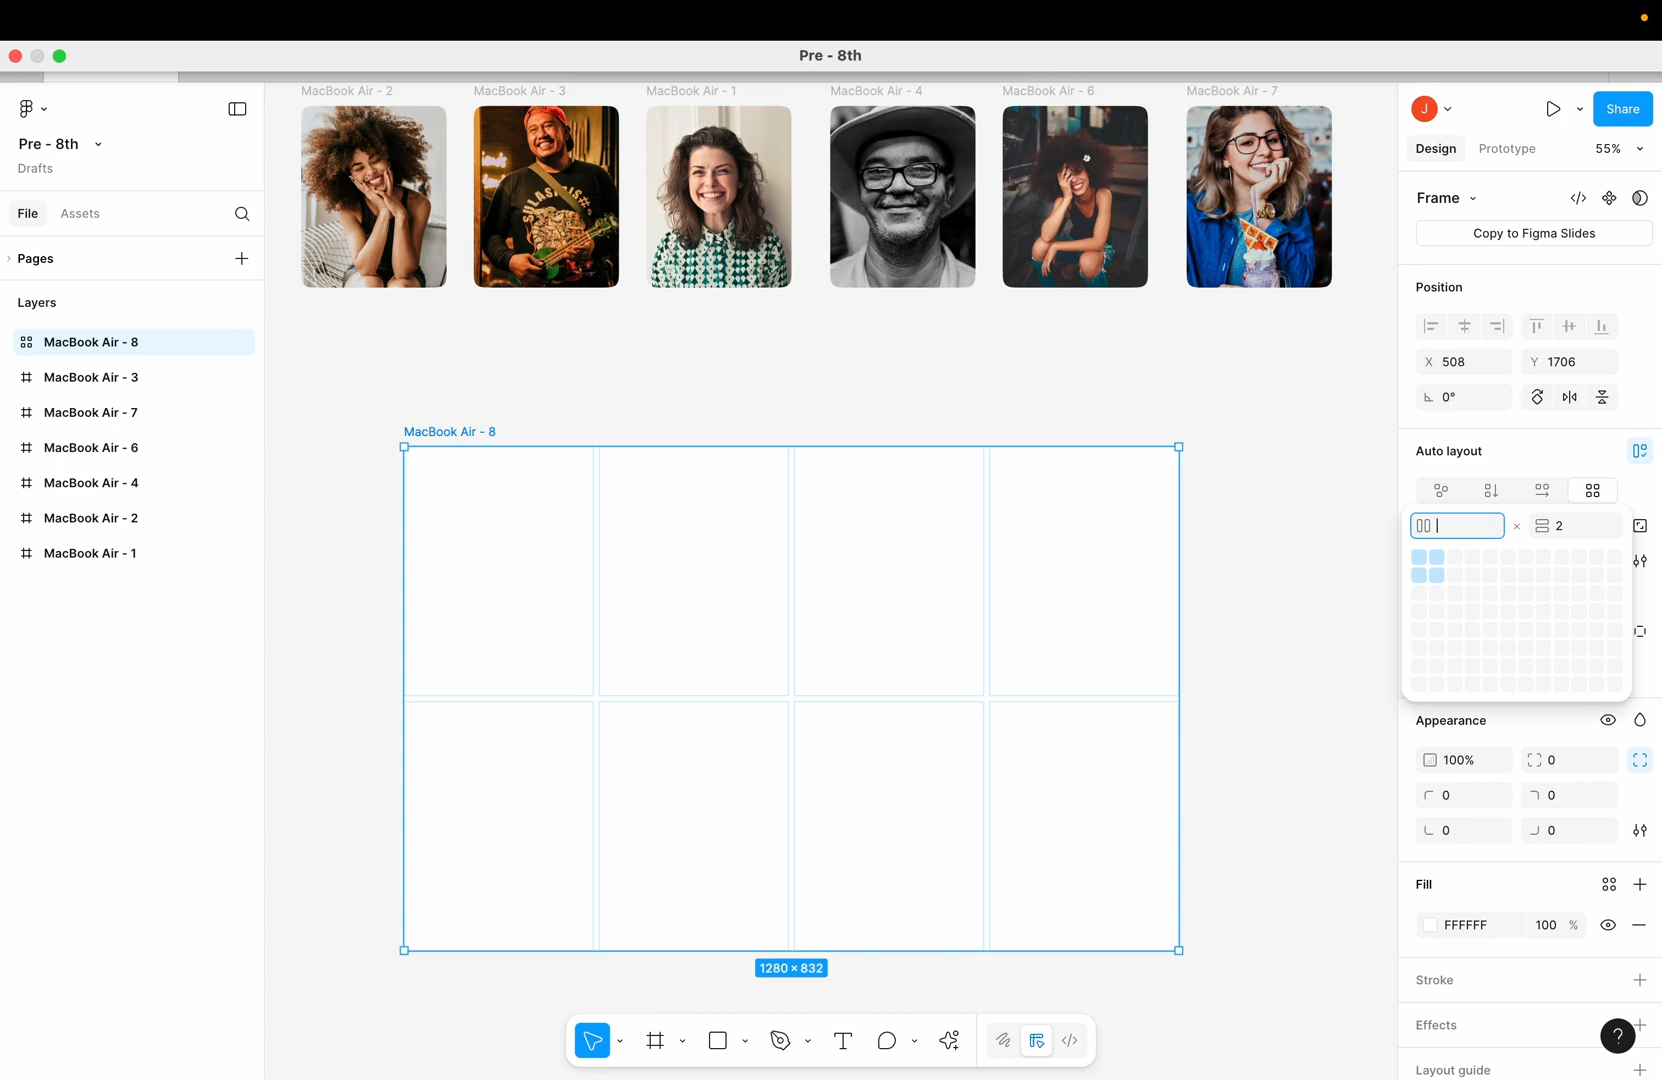 Pre - 8th
MacBook Air - 2
MacBook Air - 3
MacBook Air - 1
MacBook Air - 4
MacBook Air - 6
MacBook Air - 7
J
Share
Pre - 8th
Drafts
Design
Prototype
55%
Frame
File
Assets
Copy to Figma Slides
Pages
Position
Layers
MacBook Air - 8
MacBook Air - 3
MacBook Air - 7
MacBook Air - 6
MacBook Air - 4
MacBook Air - 2
MacBook Air - 1
X 508
Y 1706
0°
MacBook Air - 8
Auto layout
× 2
Appearance
100%
0
0
0
0
0
Fill
FFFFFF
100 %
1280 × 832
Stroke
Effects
?
Layout guide